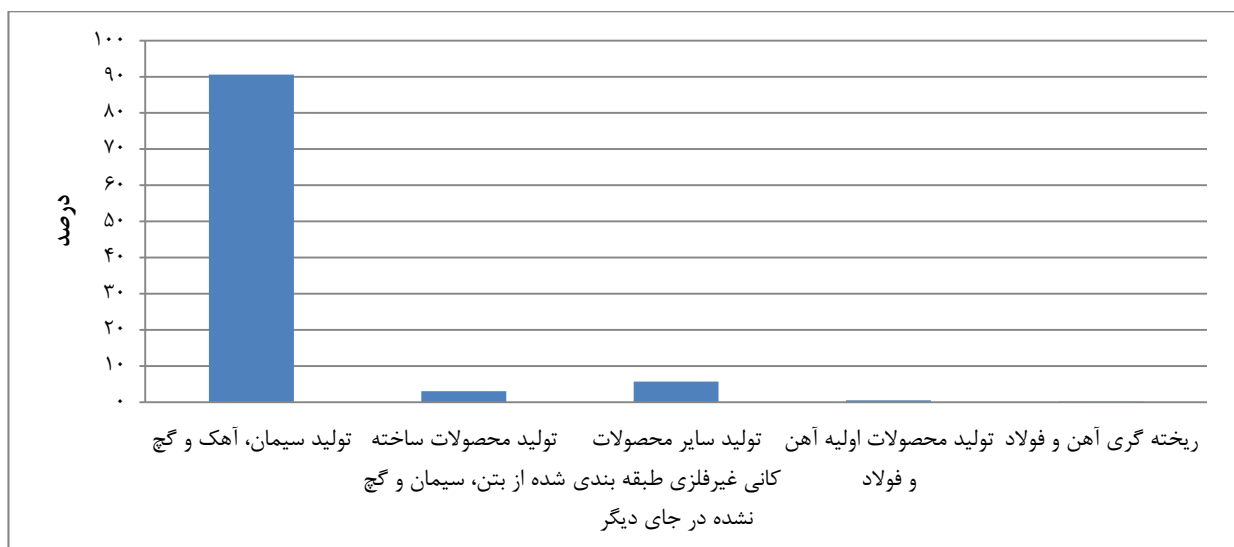 ۱۰۰
۹۰
۸۰
۷۰
۶۰
۵۰
۴۰
۳۰
۲۰
۱۰
۰
درصد
تولید سیمان، آهک و گچ
تولید محصولات ساخته
شده از بتن، سیمان و گچ
تولید سایر محصولات
کانی غیرفلزی طبقه بندی
نشده در جای دیگر
تولید محصولات اولیه آهن
و فولاد
ریخته گری آهن و فولاد